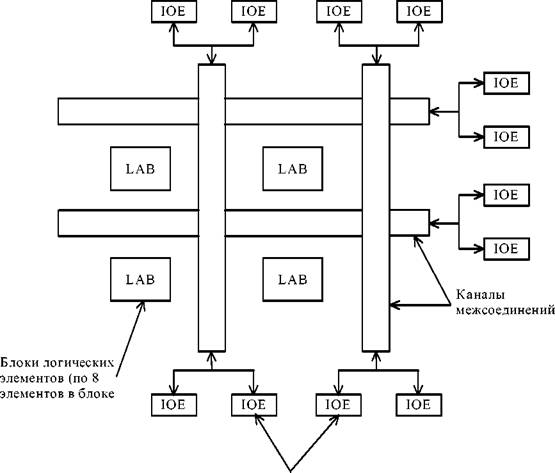 IOE IOE IOE IOE
IOE
IOE
LAB LAB
IOE
IOE
LAB LAB
Каналы
межсоединений
Блоки логических
элементов (по 8
элементов в блоке
IOE IOE IOE IOE